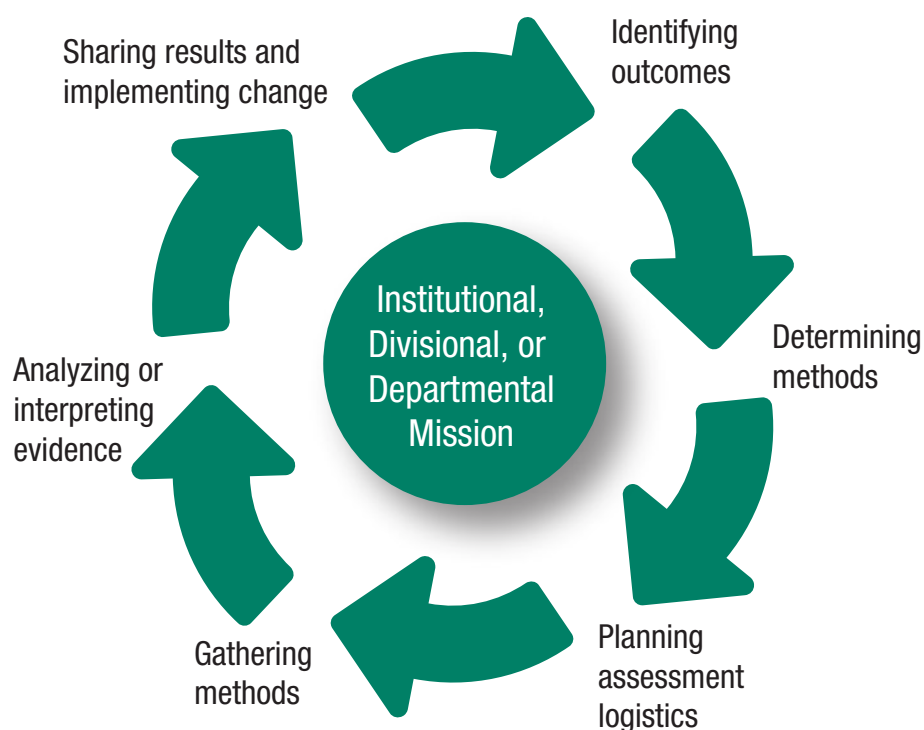 Sharing results and
implementing change
Identifying
outcomes
Institutional,
Divisional, or
Departmental
Mission
Determining
methods
Analyzing or
interpreting
evidence
Gathering
methods
Planning
assessment
logistics